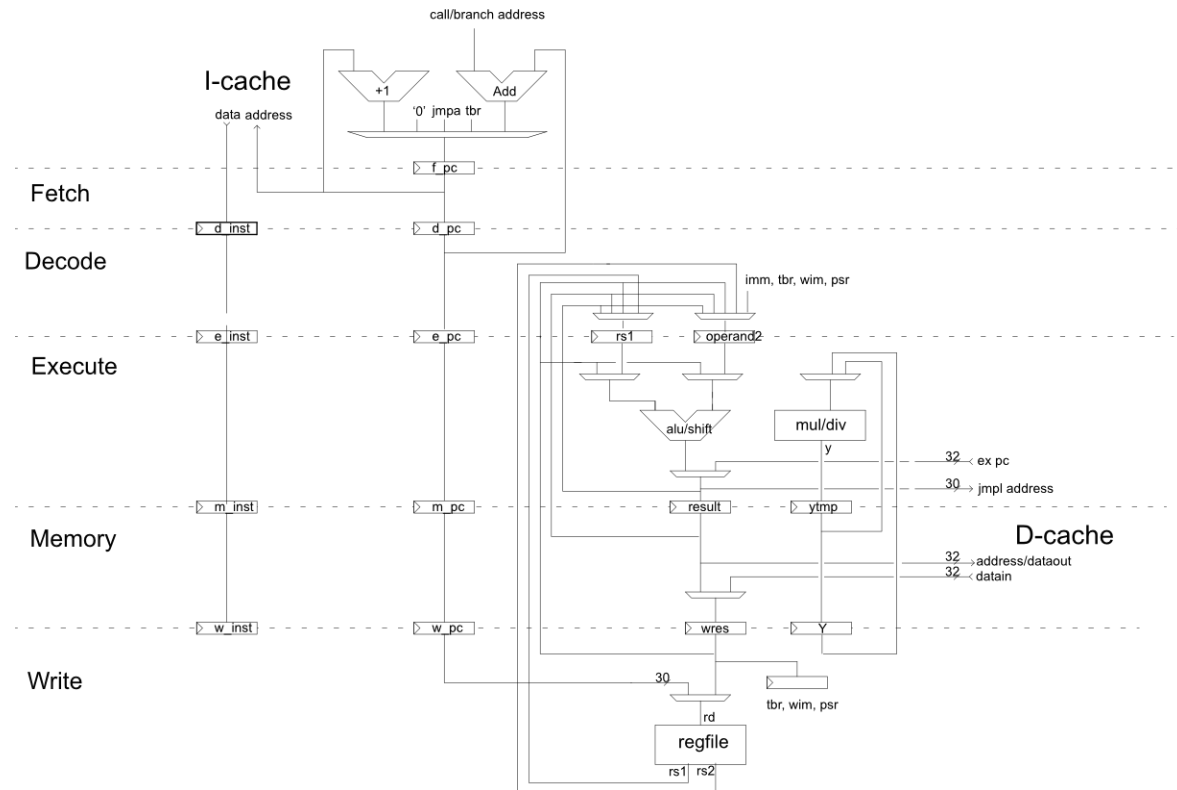 call/branch address
I-cache
+1
Add
data address
'0' jmpa tbr
f_pc
Fetch
d_inst
d_pc
Decode
imm, tbr, wim, psr
e_inst
e_pc
rs1
operand2
Execute
alu/shift
mul/div
y
32
ex pc
30
jmpl address
m_inst
m_pc
result
ytmp
Memory
D-cache
32
address/dataout
32
datain
w_inst
w_pc
wres
Y
Write
30
tbr, wim, psr
rd
regfile
rs1 rs2